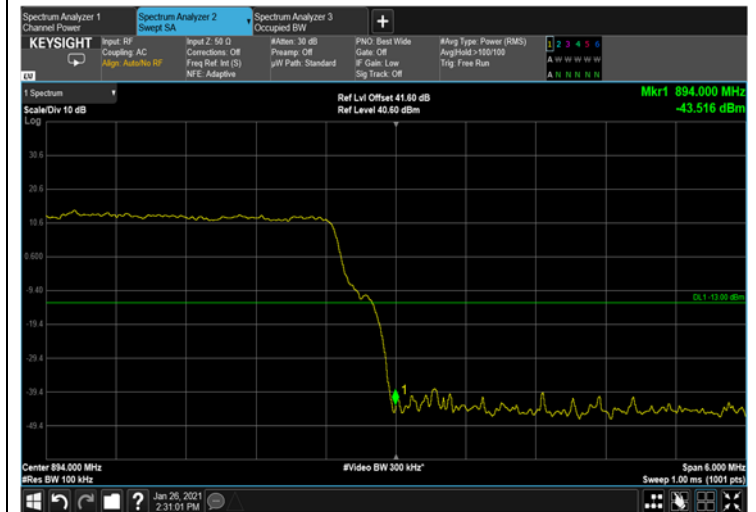 Spectrum Analyzer 1
Channel Power
Spectrum Analyzer 2
Swept SA
Spectrum Analyzer 3
Occupied BW
+
KEYSIGHT
Input: RF
Coupling: AC
Align: Auto/No RF
Input Z: 50 Ω
Corrections: Off
Freq Ref: Int (S)
NFE: Adaptive
#Atten: 30 dB
Preamp: Off
µW Path: Standard
PNO: Best Wide
Gate: Off
IF Gain: Low
Sig Track: Off
#Avg Type: Power (RMS)
Avg|Hold:>100/100
Trig: Free Run
1 2 3 4 5 6
A W W W W W
A N N N N N
1 Spectrum
Scale/Div 10 dB
Log
Ref Lvl Offset 41.60 dB
Ref Level 40.60 dBm
Mkr1 894.000 MHz
-43.516 dBm
30.6
20.6
10.6
0.600
-9.40
DL1 -13.00 dBm
-19.4
-29.4
-39.4
1
-49.4
Center 894.000 MHz
#Res BW 100 kHz
#Video BW 300 kHz*
Span 6.000 MHz
Sweep 1.00 ms (1001 pts)
?
Jan 26, 2021
2:31:01 PM